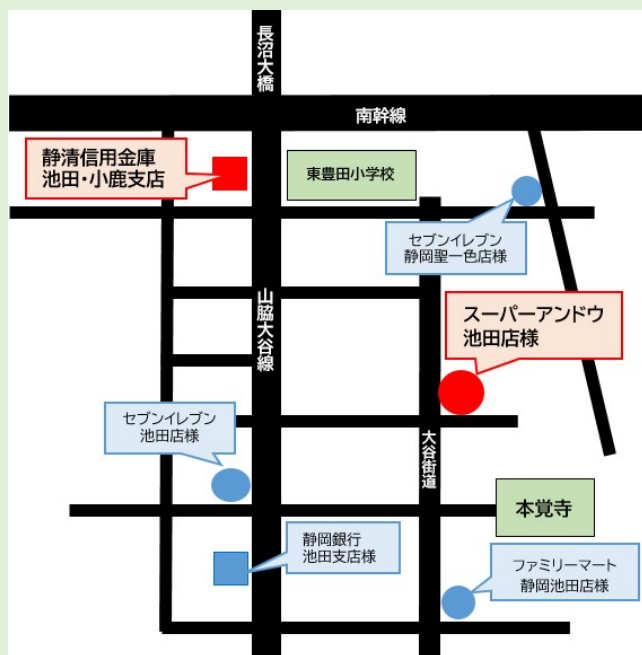 長沼大橋
南幹線
静清信用金庫
池田・小鹿支店
東豊田小学校
セブンイレブン
静岡聖一色店様
山脇大谷線
スーパーアンドウ
池田店様
セブンイレブン
池田店様
大谷街道
本覚寺
静岡銀行
池田支店様
ファミリーマート
静岡池田店様